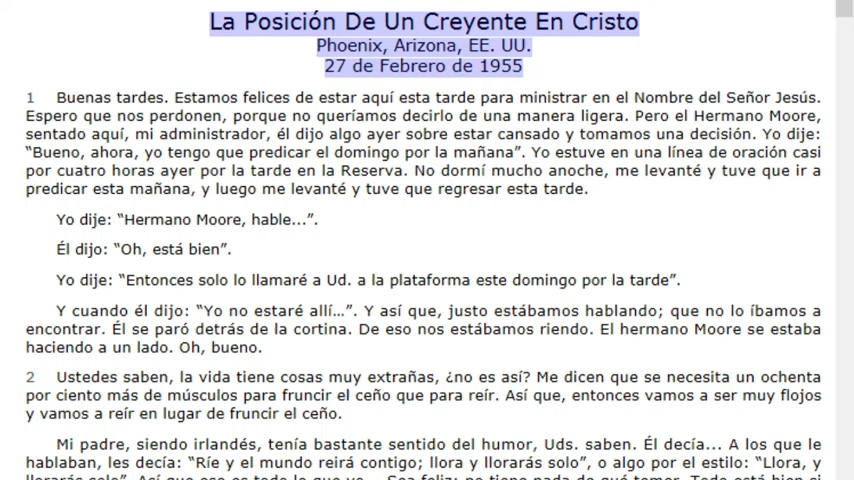 La Posición De Un Creyente En Cristo
Phoenix, Arizona, EE. UU.
27 de Febrero de 1955
1 Buenas tardes. Estamos felices de estar aquí esta tarde para ministrar en el Nombre del Señor Jesús.
Espero que nos perdonen, porque no queríamos decirlo de una manera ligera. Pero el Hermano Moore,
sentado aquí, mi administrador, él dijo algo ayer sobre estar cansado y tomamos una decisión. Yo dije:
“Bueno, ahora, yo tengo que predicar el domingo por la mañana”. Yo estuve en una línea de oración casi
por cuatro horas ayer por la tarde en la Reserva. No dormí mucho anoche, me levanté y tuve que ir a
predicar esta mañana, y luego me levanté y tuve que regresar esta tarde.
Yo dije: “Hermano Moore, hable...”.
Él dijo: “Oh, está bien”.
Yo dije: “Entonces solo lo llamaré a Ud. a la plataforma este domingo por la tarde”.
Y cuando él dijo: “Yo no estaré allí…”. Y así que, justo estábamos hablando; que no lo íbamos a
encontrar. Él se paró detrás de la cortina. De eso nos estábamos riendo. El hermano Moore se estaba
haciendo a un lado. Oh, bueno.
2 Ustedes saben, la vida tiene cosas muy extrañas, ¿no es así? Me dicen que se necesita un ochenta
por ciento más de músculos para fruncir el ceño que para reír. Así que, entonces vamos a ser muy flojos
y vamos a reír en lugar de fruncir el ceño.
Mi padre, siendo irlandés, tenía bastante sentido del humor, Uds. saben. Él decía... A los que le
hablaban, les decía: “Ríe y el mundo reirá contigo; llora y llorarás solo”, o algo por el estilo: “Llora, y